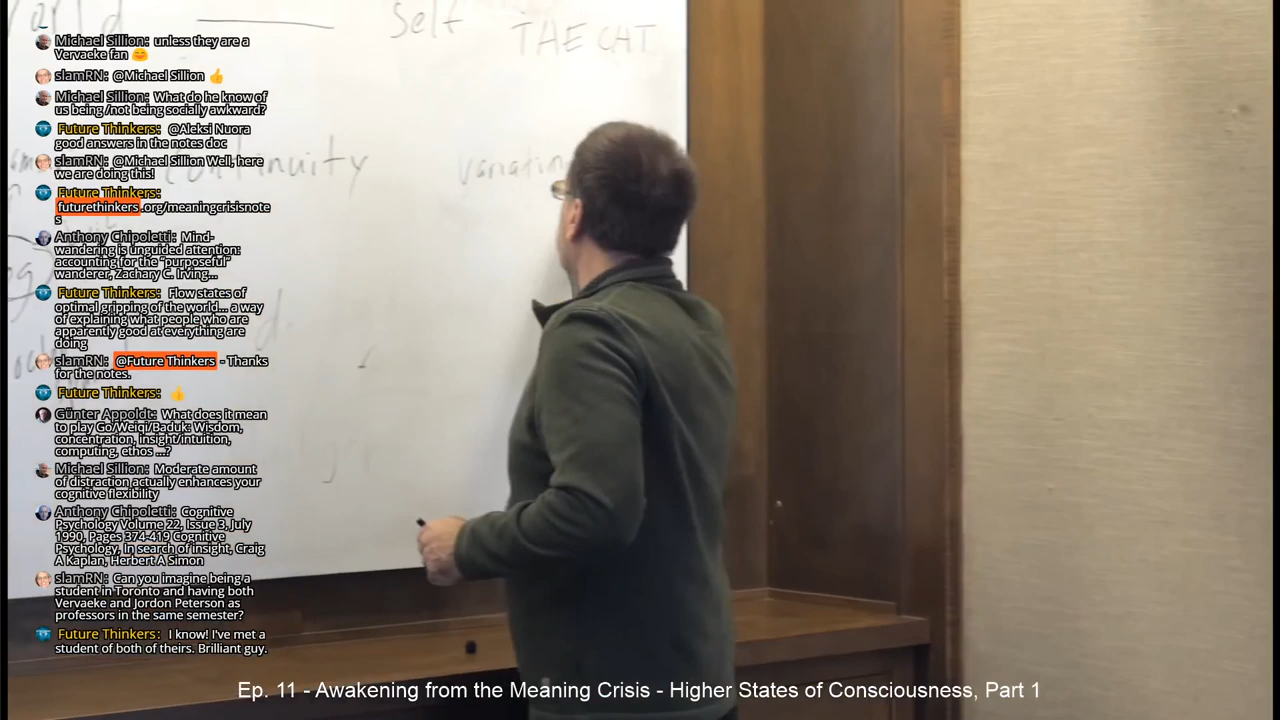 World
Self
THE CAT
Michael Sillion: unless they are a
Vervaeke fan 🤗
slamRN: @Michael Sillion 👍
Michael Sillion: What do he know of
us being /not being socially awkward?
Future Thinkers: @Aleksi Nuora
good answers in the notes doc
slamRN: @Michael Sillion Well, here
we are doing this!
continuity
Future Thinkers:
futurethinkers.org/meaningcrisisnote
s
Anthony Chipoletti: Mind-
wandering is unguided attention:
accounting for the “purposeful”
wanderer, Zachary C. Irving...
Future Thinkers: Flow states of
optimal gripping of the world... a way
of explaining what people who are
apparently good at everything are
doing
slamRN: @Future Thinkers - Thanks
for the notes.
Future Thinkers: 👍
Günter Appoldt: What does it mean
to play Go/Weiqi/Baduk: Wisdom,
concentration, insight/intuition,
computing, ethos ...?
Michael Sillion: Moderate amount
of distraction actually enhances your
cognitive flexibility
Anthony Chipoletti: Cognitive
Psychology Volume 22, Issue 3, July
1990, Pages 374-419 Cognitive
Psychology, In search of insight, Craig
A Kaplan, Herbert A Simon
slamRN: Can you imagine being a
student in Toronto and having both
Vervaeke and Jordon Peterson as
professors in the same semester?
Future Thinkers: I know! I've met a
student of both of theirs. Brilliant guy.
Ep. 11 - Awakening from the Meaning Crisis - Higher States of Consciousness, Part 1